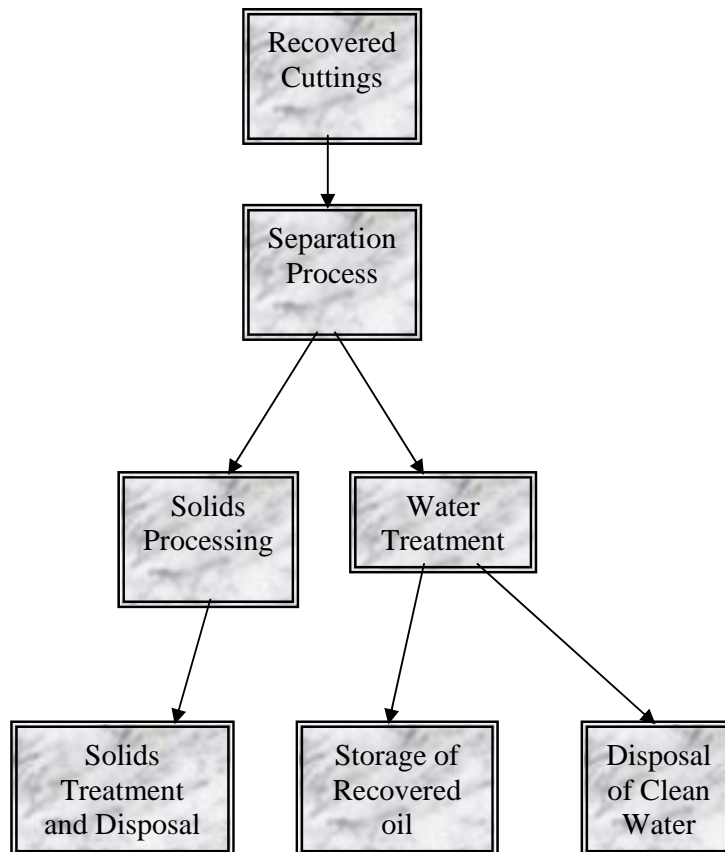 Recovered
Cuttings
Separation
Process
Solids
Processing
Water
Treatment
Solids
Treatment
and Disposal
Storage of
Recovered
oil
Disposal
of Clean
Water